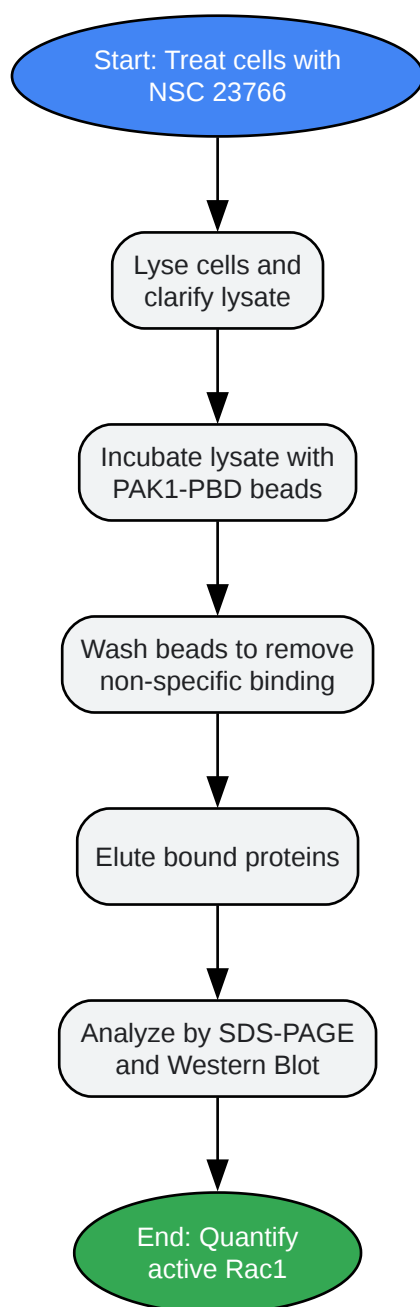 Start: Treat cells with
NSC 23766
Lyse cells and
clarify lysate
Incubate lysate with
PAK1-PBD beads
Wash beads to remove
non-specific binding
Elute bound proteins
Analyze by SDS-PAGE
and Western Blot
End: Quantify
active Rac1